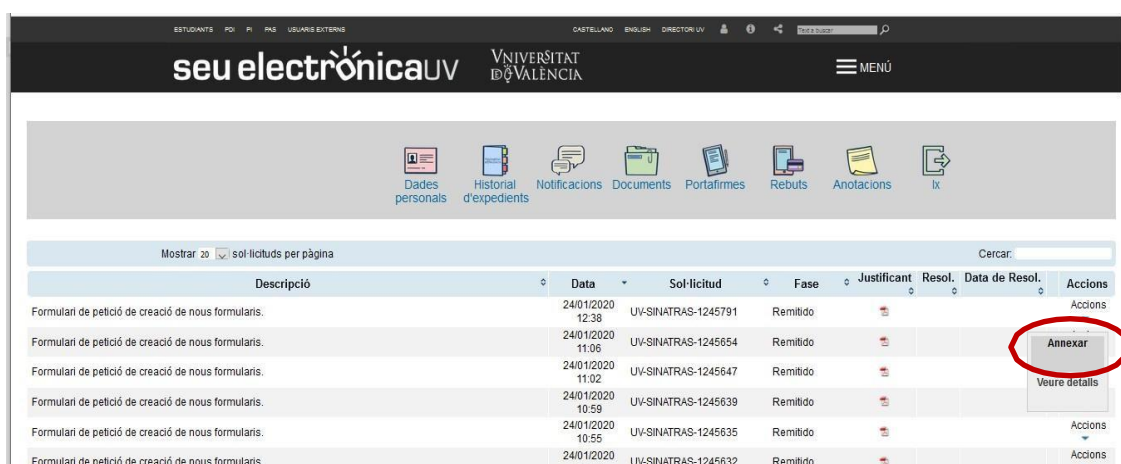 ESTUDIANTS PDI PI PAS USUARIS EXTERNS CASTELLANO ENGLISH DIRECTORI UV Text a buscar
seu electrònicauv VNIVERSITAT MENÚ
D VALÈNCIA
Dades Historial Notificacions Documents Portafirmes Rebuts Anotacions Ix
personals d'expedients
Mostrar 20 sol·licituds per pàgina Cercar:
Descripció Data Sol·licitud Fase Justificant Resol. Data de Resol. Accions
Formulari de petició de creació de nous formularis. 24/01/2020 UV-SINATRAS-1245791 Remitido Accions
12:38
Formulari de petició de creació de nous formularis. 24/01/2020 UV-SINATRAS-1245654 Remitido Annexar
11:06
Formulari de petició de creació de nous formularis. 24/01/2020 UV-SINATRAS-1245647 Remitido Veure detalls
11:02
Formulari de petició de creació de nous formularis. 24/01/2020 UV-SINATRAS-1245639 Remitido
10:59
Formulari de petició de creació de nous formularis. 24/01/2020 UV-SINATRAS-1245635 Remitido Accions
10:55
Formulari de petició de creació de nous formularis. 24/01/2020 UV-SINATRAS-1245632 Remitido Accions